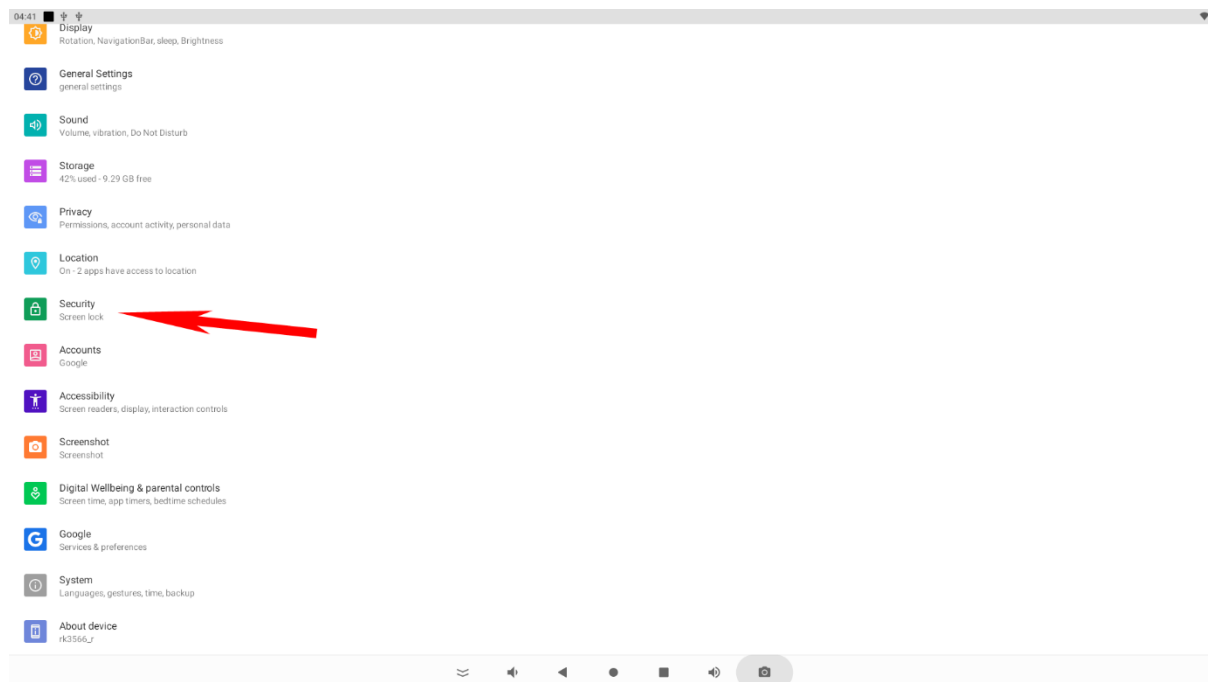 04:41
Display
Rotation, NavigationBar, sleep, Brightness
General Settings
general settings
Sound
Volume, vibration, Do Not Disturb
Storage
42% used - 9.29 GB free
Privacy
Permissions, account activity, personal data
Location
On - 2 apps have access to location
Security
Screen lock
Accounts
Google
Accessibility
Screen readers, display, interaction controls
Screenshot
Screenshot
Digital Wellbeing & parental controls
Screen time, app timers, bedtime schedules
G
Google
Services & preferences
System
Languages, gestures, time, backup
About device
rk3566_r